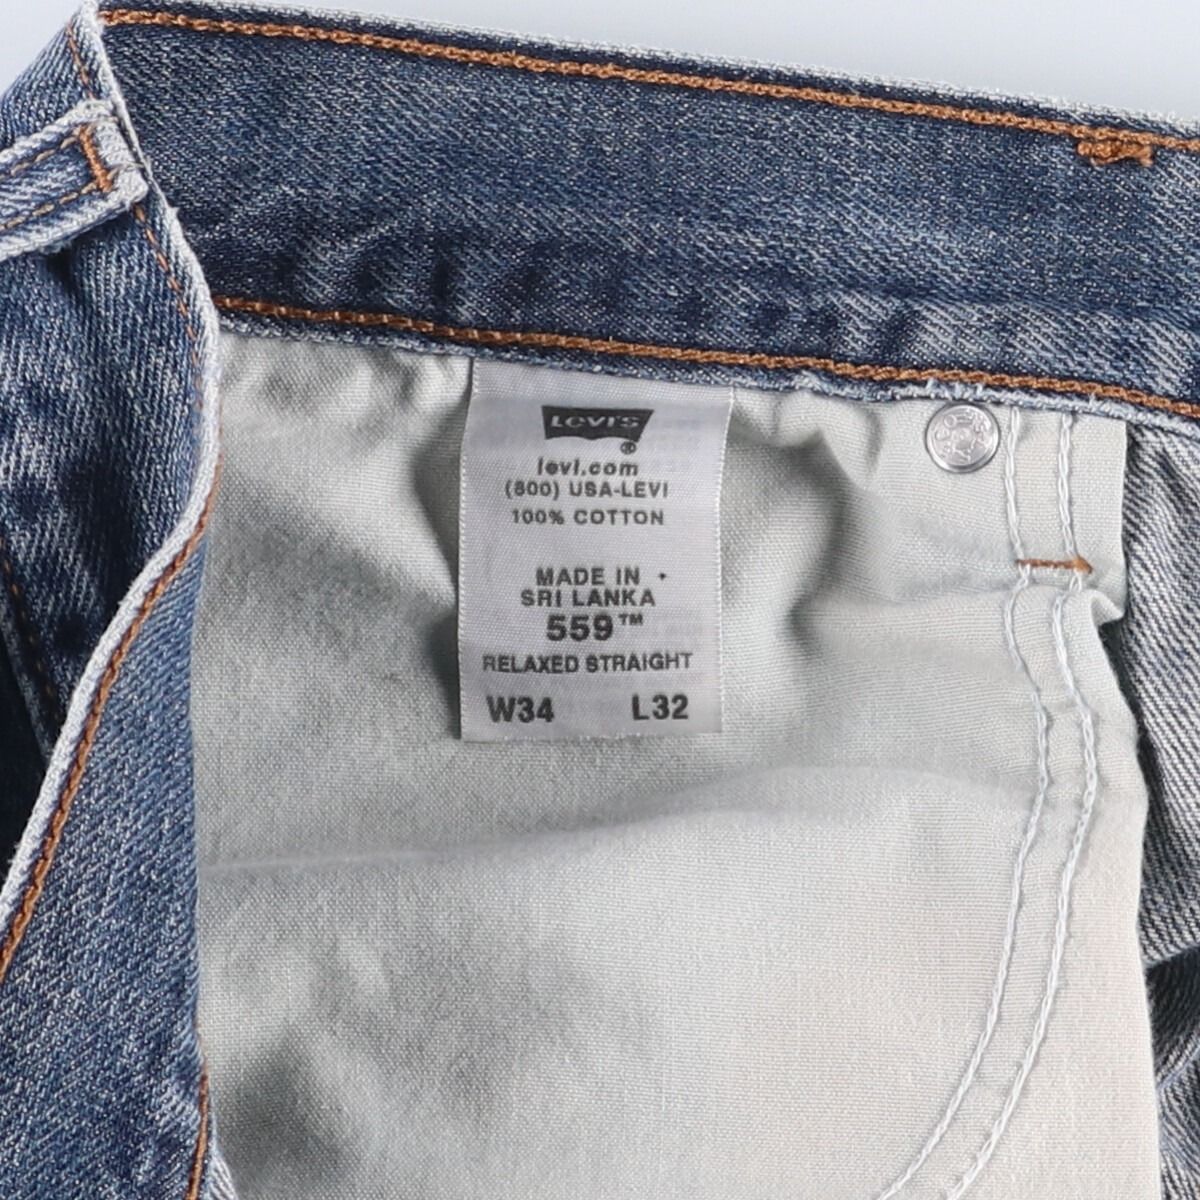 Levi's
®
levi.com
(800) USA-LEVI
100% COTTON
MADE IN
SRI LANKA
559™
RELAXED STRAIGHT
W34 L32